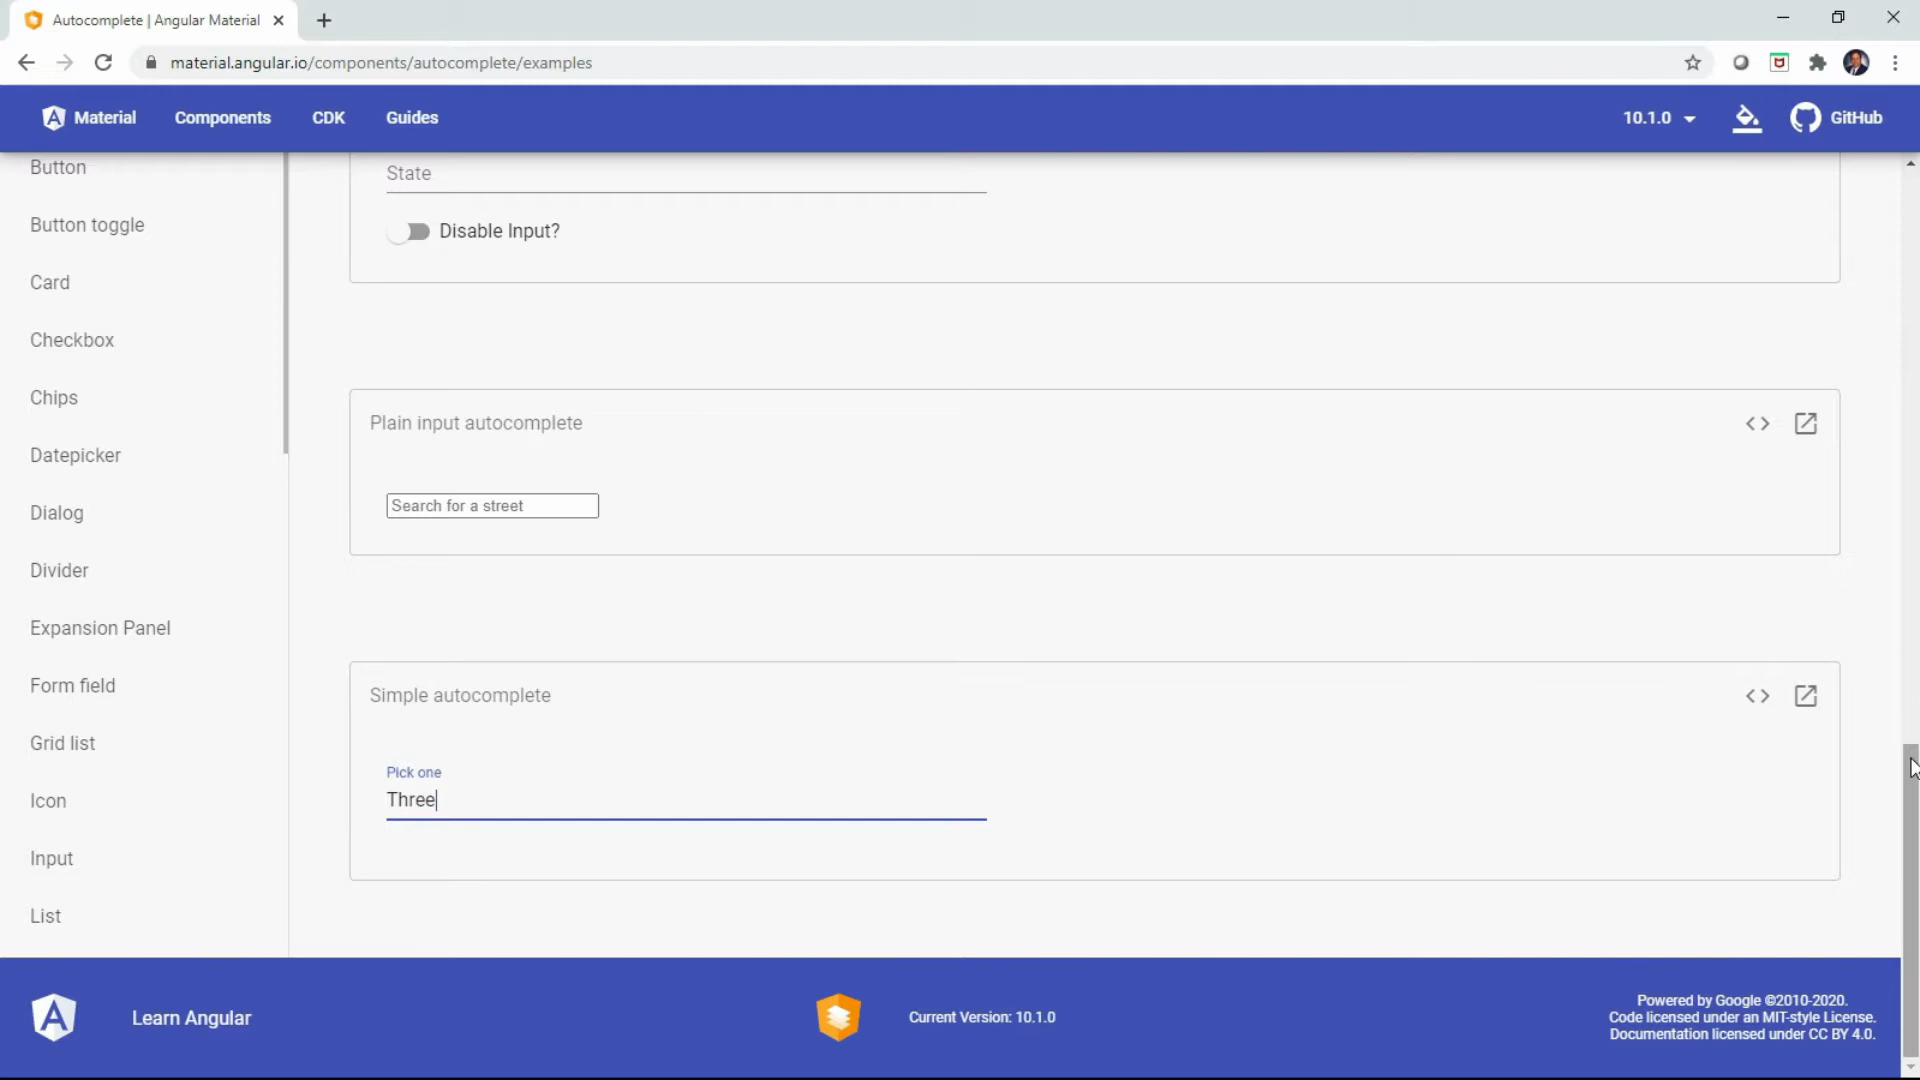 Autocomplete | Angular Material
material.angular.io/components/autocomplete/examples
Material
Components
CDK
Guides
10.1.0
GitHub
Button
Button toggle
Card
Checkbox
Chips
Datepicker
Dialog
Divider
Expansion Panel
Form field
Grid list
Icon
Input
List
State
Disable Input?
Plain input autocomplete
Search for a street
Simple autocomplete
Pick one
Three
Learn Angular
Current Version: 10.1.0
Powered by Google ©2010-2020.
Code licensed under an MIT-style License.
Documentation licensed under CC BY 4.0.